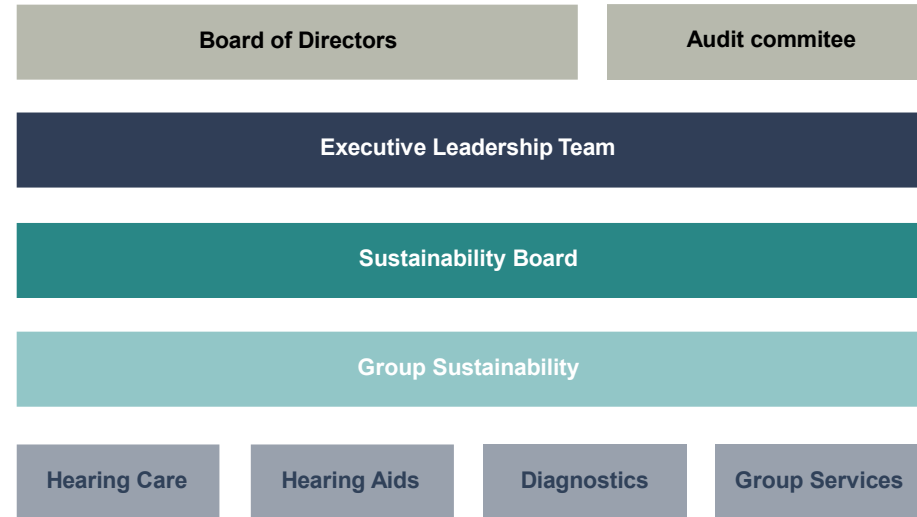 Board of Directors
Audit commitee
Executive Leadership Team
Sustainability Board
Group Sustainability
Hearing Care
Hearing Aids
Diagnostics
Group Services